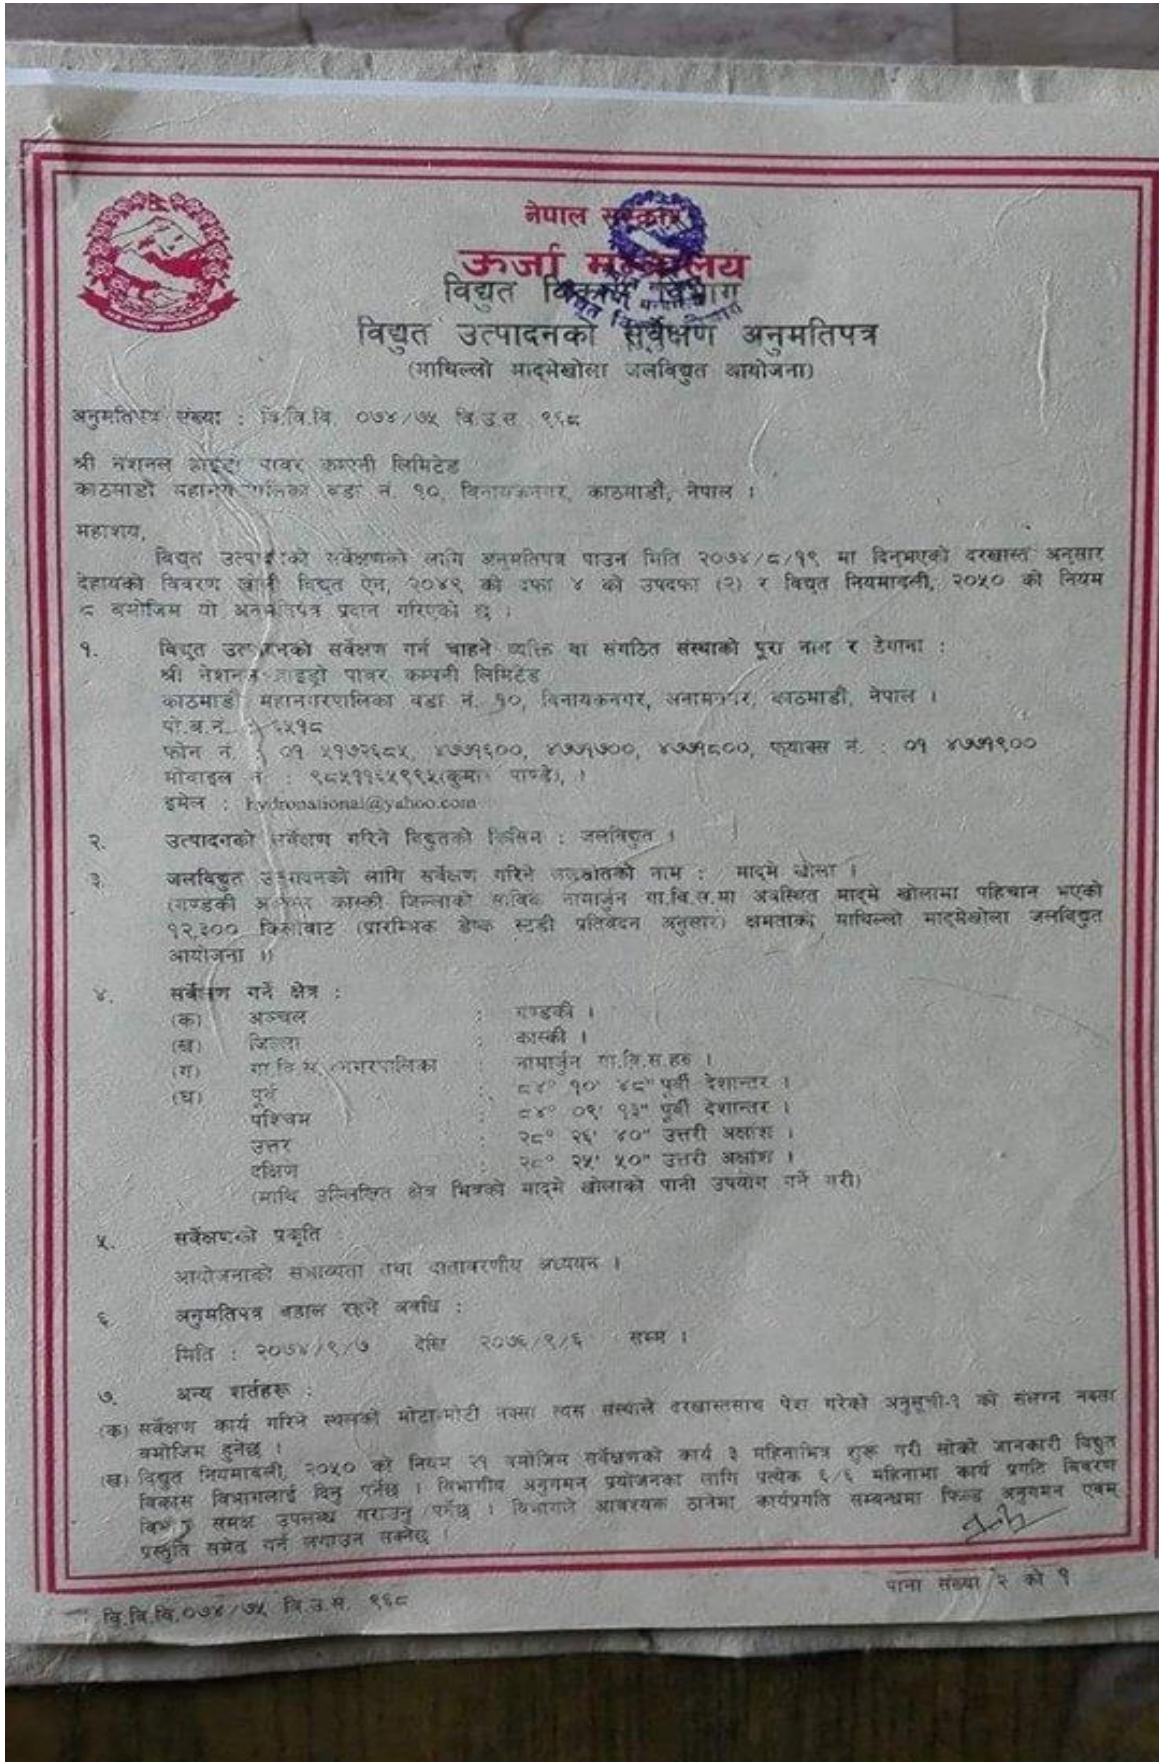 नेपाल सरकार
ऊर्जा मन्त्रालय
विद्युत विकास विभाग
विद्युत उत्पादनको सर्वेक्षण अनुमतिपत्र
(माथिल्लो माद्मेखोला जलविद्युत आयोजना)
अनुमतिपत्र संख्या : वि.वि.वि. ०७४/७५ वि.उ.स. ९६८
श्री नेशनल हाइड्रो पावर कम्पनी लिमिटेड
काठमाडौं महानगरपालिका वडा नं. १०, विनायकनगर, काठमाडौं, नेपाल ।
महाशय,
विद्युत उत्पादनको सर्वेक्षणको लागि अनुमतिपत्र पाउन मिति २०७४/८/१९ मा दिनुभएको दरखास्त अनुसार
देहायको विवरण खोली विद्युत ऐन, २०४९ को दफा ४ को उपदफा (२) र विद्युत नियमावली, २०५० को नियम
८ बमोजिम यो अनुमतिपत्र प्रदान गरिएको छ ।
१. विद्युत उत्पादनको सर्वेक्षण गर्न चाहने व्यक्ति वा संगठित संस्थाको पूरा नाम र ठेगाना :
श्री नेशनल हाइड्रो पावर कम्पनी लिमिटेड
काठमाडौं महानगरपालिका वडा नं. १०, विनायकनगर, अनामनगर, काठमाडौं, नेपाल ।
पो.ब.नं. :
फोन नं. : ०१ ५१७२६८५, ४७७१६००, ४७७१७००, ४७७१८००, फ्याक्स नं. : ०१ ४७७१९००
मोवाइल नं. : ९८५११६५९९५(कुमार पाण्डे), ।
इमेल : hydronational@yahoo.com
२. उत्पादनको सर्वेक्षण गरिने विद्युतको किसिम : जलविद्युत ।
३. जलविद्युत उत्पादनको लागि सर्वेक्षण गरिने जलस्रोतको नाम : माद्मे खोला ।
(गण्डकी अञ्चल कास्की जिल्लाको साविक नामार्जुन गा.वि.स.मा अवस्थित माद्मे खोलामा पहिचान भएको
१२,३०० किलोवाट (प्रारम्भिक डेष्क स्टडी प्रतिवेदन अनुसार) क्षमताको माथिल्लो माद्मेखोला जलविद्युत
आयोजना ।)
४. सर्वेक्षण गर्ने क्षेत्र :
(क) अञ्चल : गण्डकी ।
(ख) जिल्ला : कास्की ।
(ग) गा.वि.स./नगरपालिका : नामार्जुन गा.वि.स.हरु ।
(घ) पूर्व : ८४° १०' ४८" पूर्वी देशान्तर ।
पश्चिम : ८४° ०९' १३" पूर्वी देशान्तर ।
उत्तर : २८° २६' ४०" उत्तरी अक्षांश ।
दक्षिण : २८° २५' ५०" उत्तरी अक्षांश ।
(माथि उल्लिखित क्षेत्र भित्रको माद्मे खोलाको पानी उपयोग गर्ने गरी)
५. सर्वेक्षणको प्रकृति :
आयोजनाको सम्भाव्यता तथा वातावरणीय अध्ययन ।
६. अनुमतिपत्र बहाल रहने अवधि :
मिति : २०७४/९/७ देखि २०७६/९/६ सम्म ।
७. अन्य शर्तहरू :
(क) सर्वेक्षण कार्य गरिने स्थलको मोटा-मोटी नक्सा त्यस संस्थाले दरखास्तसाथ पेश गरेको अनुसूची-१ को संलग्न नक्सा
बमोजिम हुनेछ ।
(ख) विद्युत नियमावली, २०५० को नियम २१ बमोजिम सर्वेक्षणको कार्य ३ महिनाभित्र शुरू गरी सोको जानकारी विद्युत
विकास विभागलाई दिनु पर्नेछ । विभागीय अनुगमन प्रयोजनका लागि प्रत्येक ६/६ महिनामा कार्य प्रगति विवरण
विभाग समक्ष उपलब्ध गराउनु पर्नेछ । विभागले आवश्यक ठानेमा कार्यप्रगति सम्बन्धमा फिल्ड अनुगमन एवम्
प्रस्तुति समेत गर्न लगाउन सक्नेछ ।
पाना संख्या २ को १
वि.वि.वि.०७४/७५ वि.उ.स. ९६८